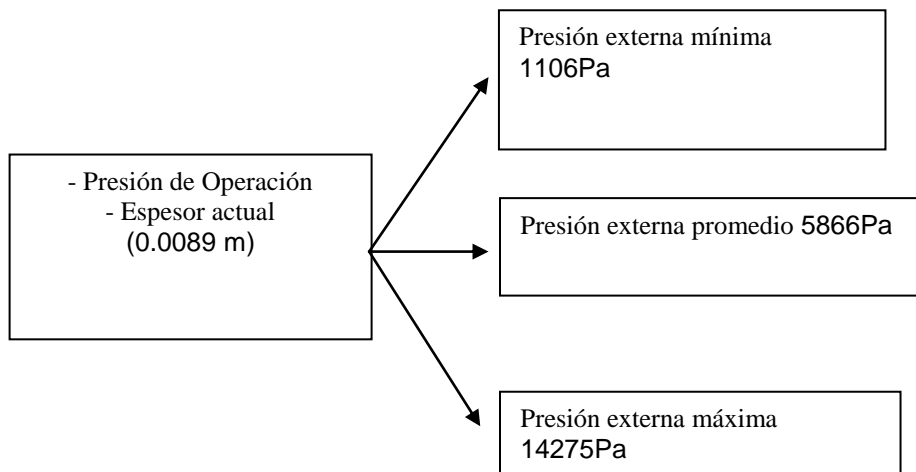 Presión externa mínima
1106Pa
- Presión de Operación
- Espesor actual
(0.0089 m)
Presión externa promedio 5866Pa
Presión externa máxima
14275Pa